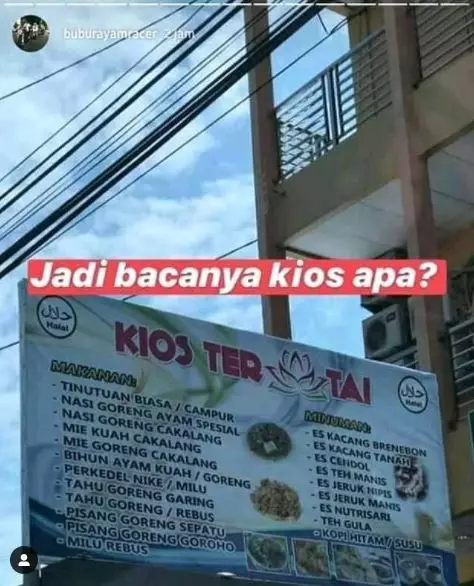 buburayamracer 2 jam
Jadi bacanya kios apa?
حلال
Halal
KIOS TER TAI
حلال
Halal
MAKANAN:
- TINUTUAN BIASA / CAMPUR
- NASI GORENG AYAM SPESIAL
- NASI GORENG CAKALANG
- MIE KUAH CAKALANG
- MIE GORENG CAKALANG
- BIHUN AYAM KUAH / GORENG
- PERKEDEL NIKE / MILU
- TAHU GORENG GARING
- TAHU GORENG / REBUS
- PISANG GORENG SEPATU
- PISANG GORENG GOROHO
- MILU REBUS
MINUMAN:
- ES KACANG BRENEBON
- ES KACANG TANAH
- ES CENDOL
- ES TEH MANIS
- ES JERUK NIPIS
- ES JERUK MANIS
- ES NUTRISARI
- TEH GULA
- KOPI HITAM / SUSU